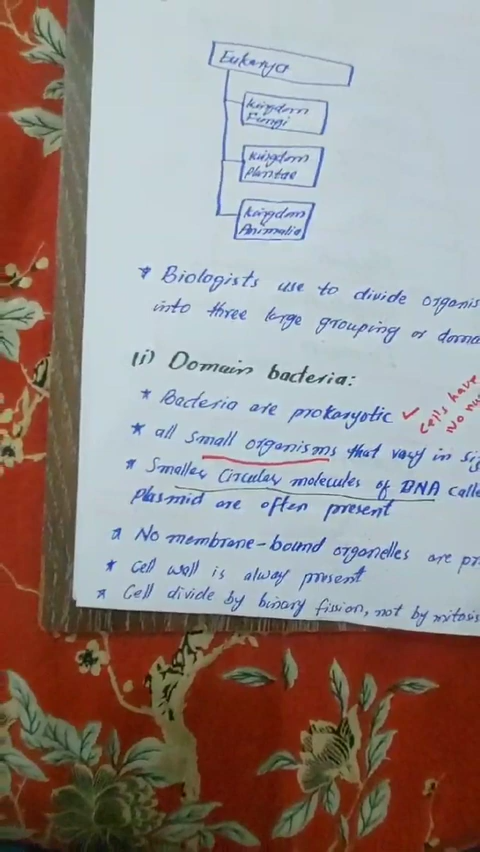 Eukarya
Kingdom
Fungi
Kingdom
Plantae
Kingdom
Animalia
* Biologists use to divide organis
into three large grouping or doma
(i) Domain bacteria:
* Bacteria are prokaryotic ✓ Cells have
No nu
* all small organisms that vary in si
* Smaller Circular molecules of DNA calle
Plasmid are often present
* No membrane-bound organelles are pr
* Cell wall is alway present
* Cell divide by binary fission, not by mitosis